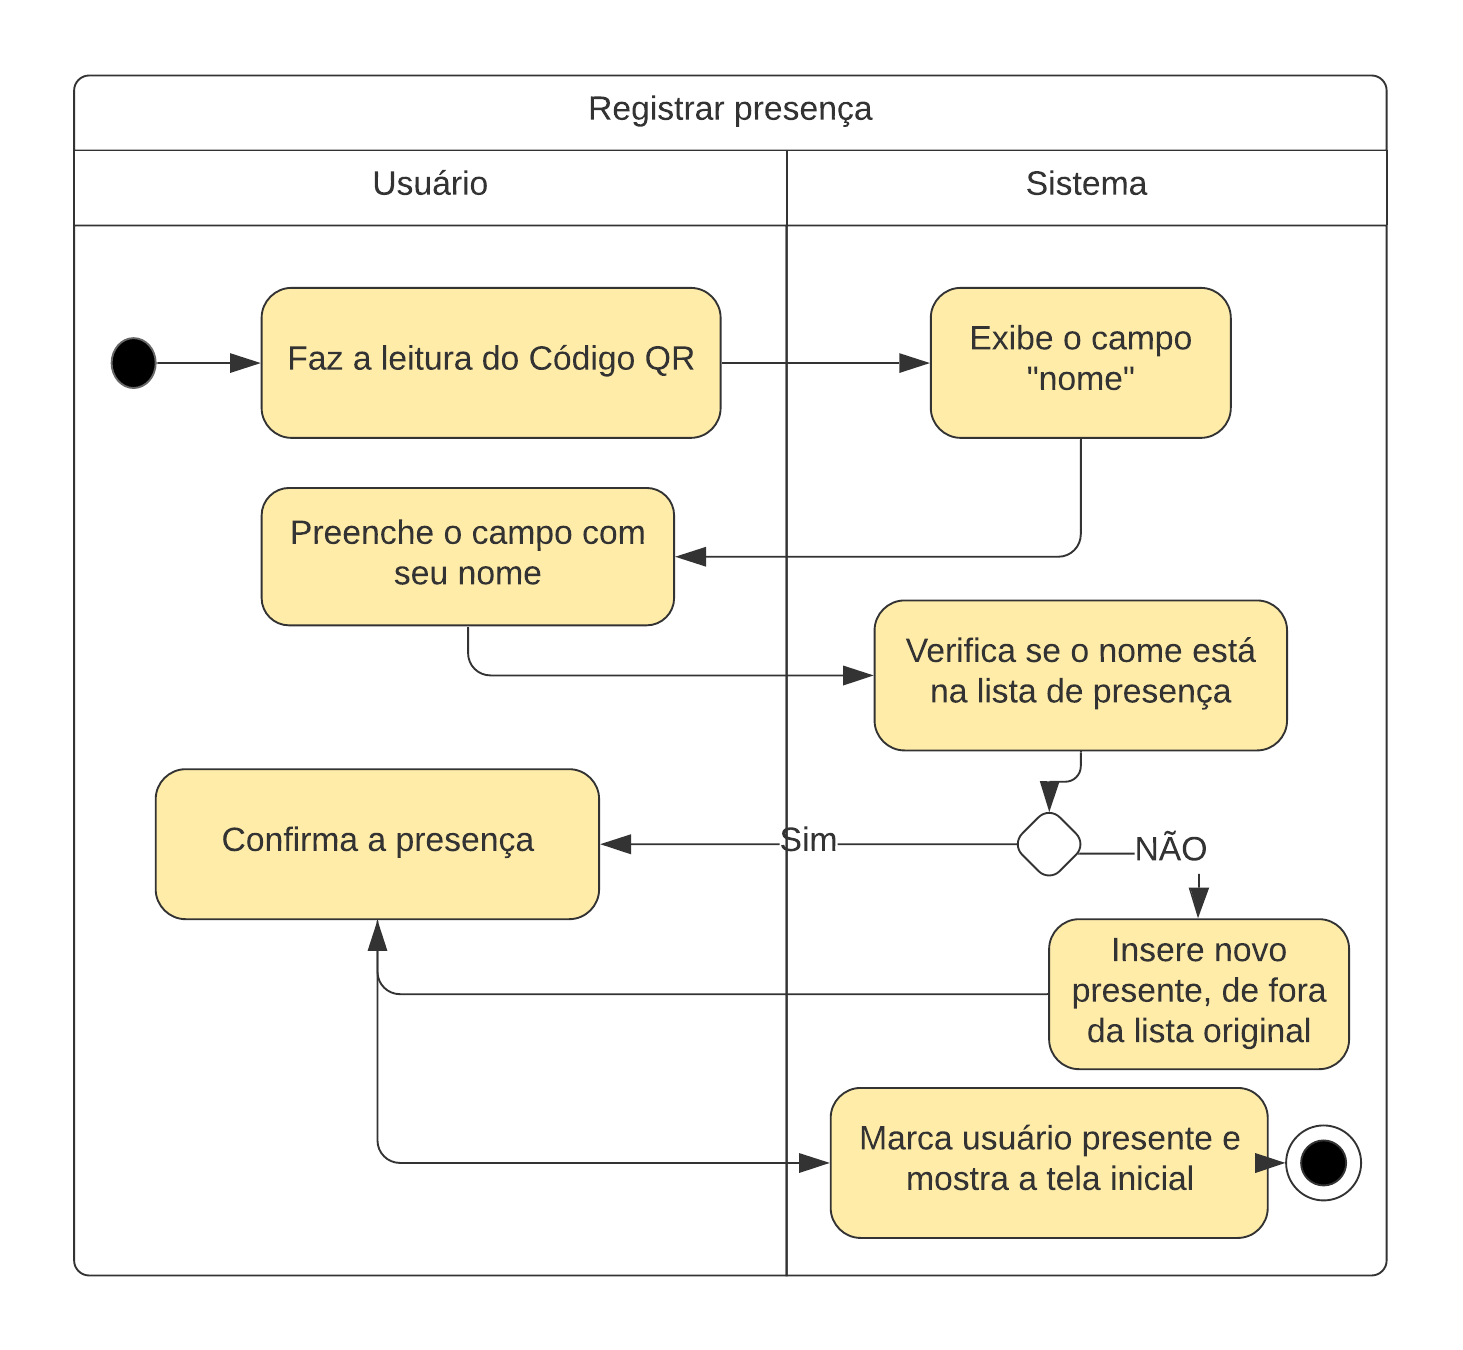 Registrar presença
Usuário
Sistema
Faz a leitura do Código QR
Exibe o campo
"nome"
Preenche o campo com
seu nome
Verifica se o nome está
na lista de presença
Confirma a presença
Sim
NÃO
Insere novo
presente, de fora
da lista original
Marca usuário presente e
mostra a tela inicial